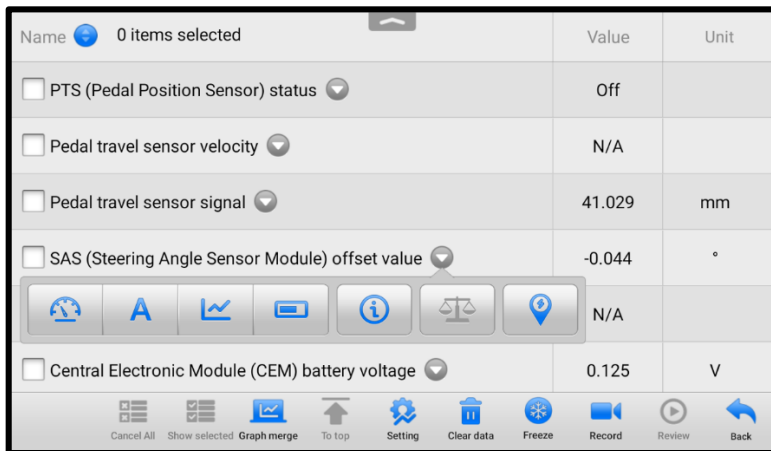 Name 0 items selected Value Unit
PTS (Pedal Position Sensor) status Off
Pedal travel sensor velocity N/A
Pedal travel sensor signal 41.029 mm
SAS (Steering Angle Sensor Module) offset value -0.044 °
A N/A
Central Electronic Module (CEM) battery voltage 0.125 V
Cancel All Show selected Graph merge To top Setting Clear data Freeze Record Review Back